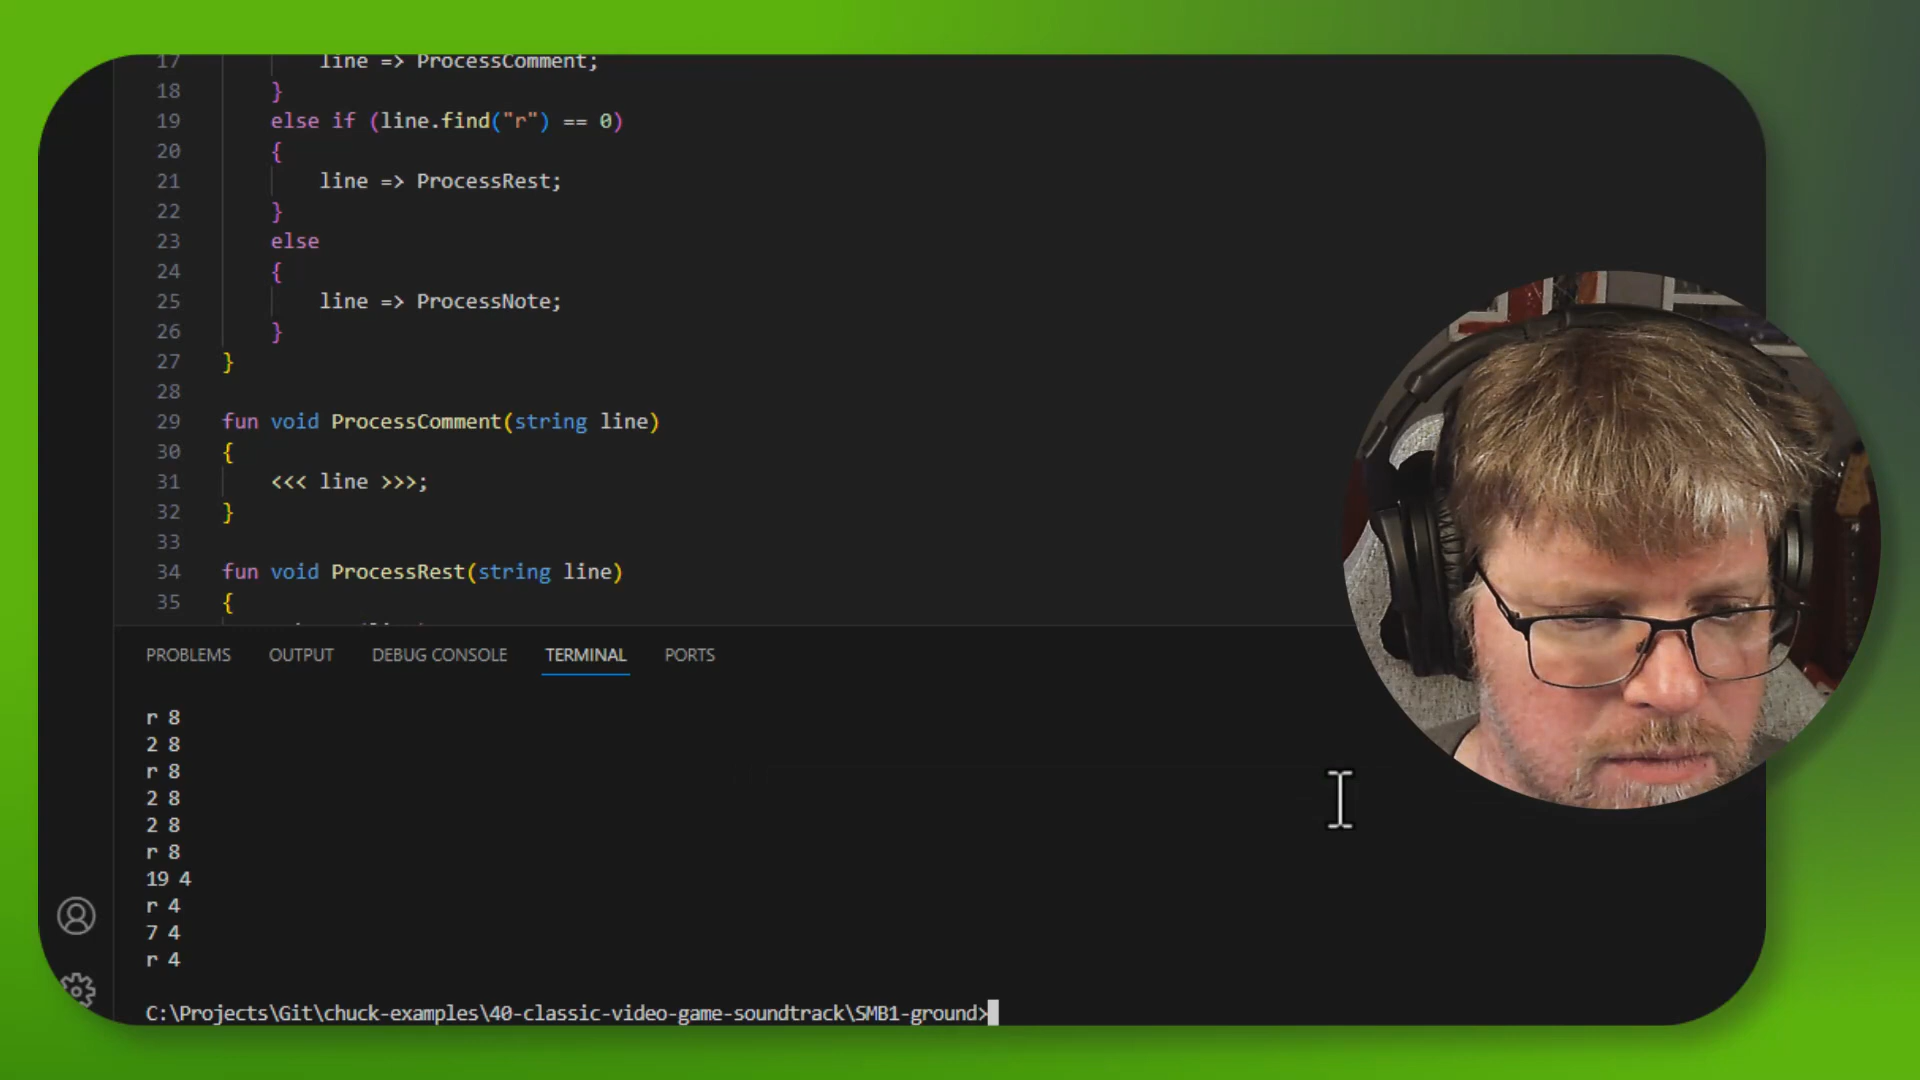 17 line => ProcessComment;
18 }
19 else if (line.find("r") == 0)
20 {
21 line => ProcessRest;
22 }
23 else
24 {
25 line => ProcessNote;
26 }
27 }
28
29 fun void ProcessComment(string line)
30 {
31 <<< line >>>;
32 }
33
34 fun void ProcessRest(string line)
35 {
PROBLEMS OUTPUT DEBUG CONSOLE TERMINAL PORTS
r 8
2 8
r 8
2 8
2 8
r 8
19 4
r 4
7 4
r 4
C:\Projects\Git\chuck-examples\40-classic-video-game-soundtrack\SMB1-ground>